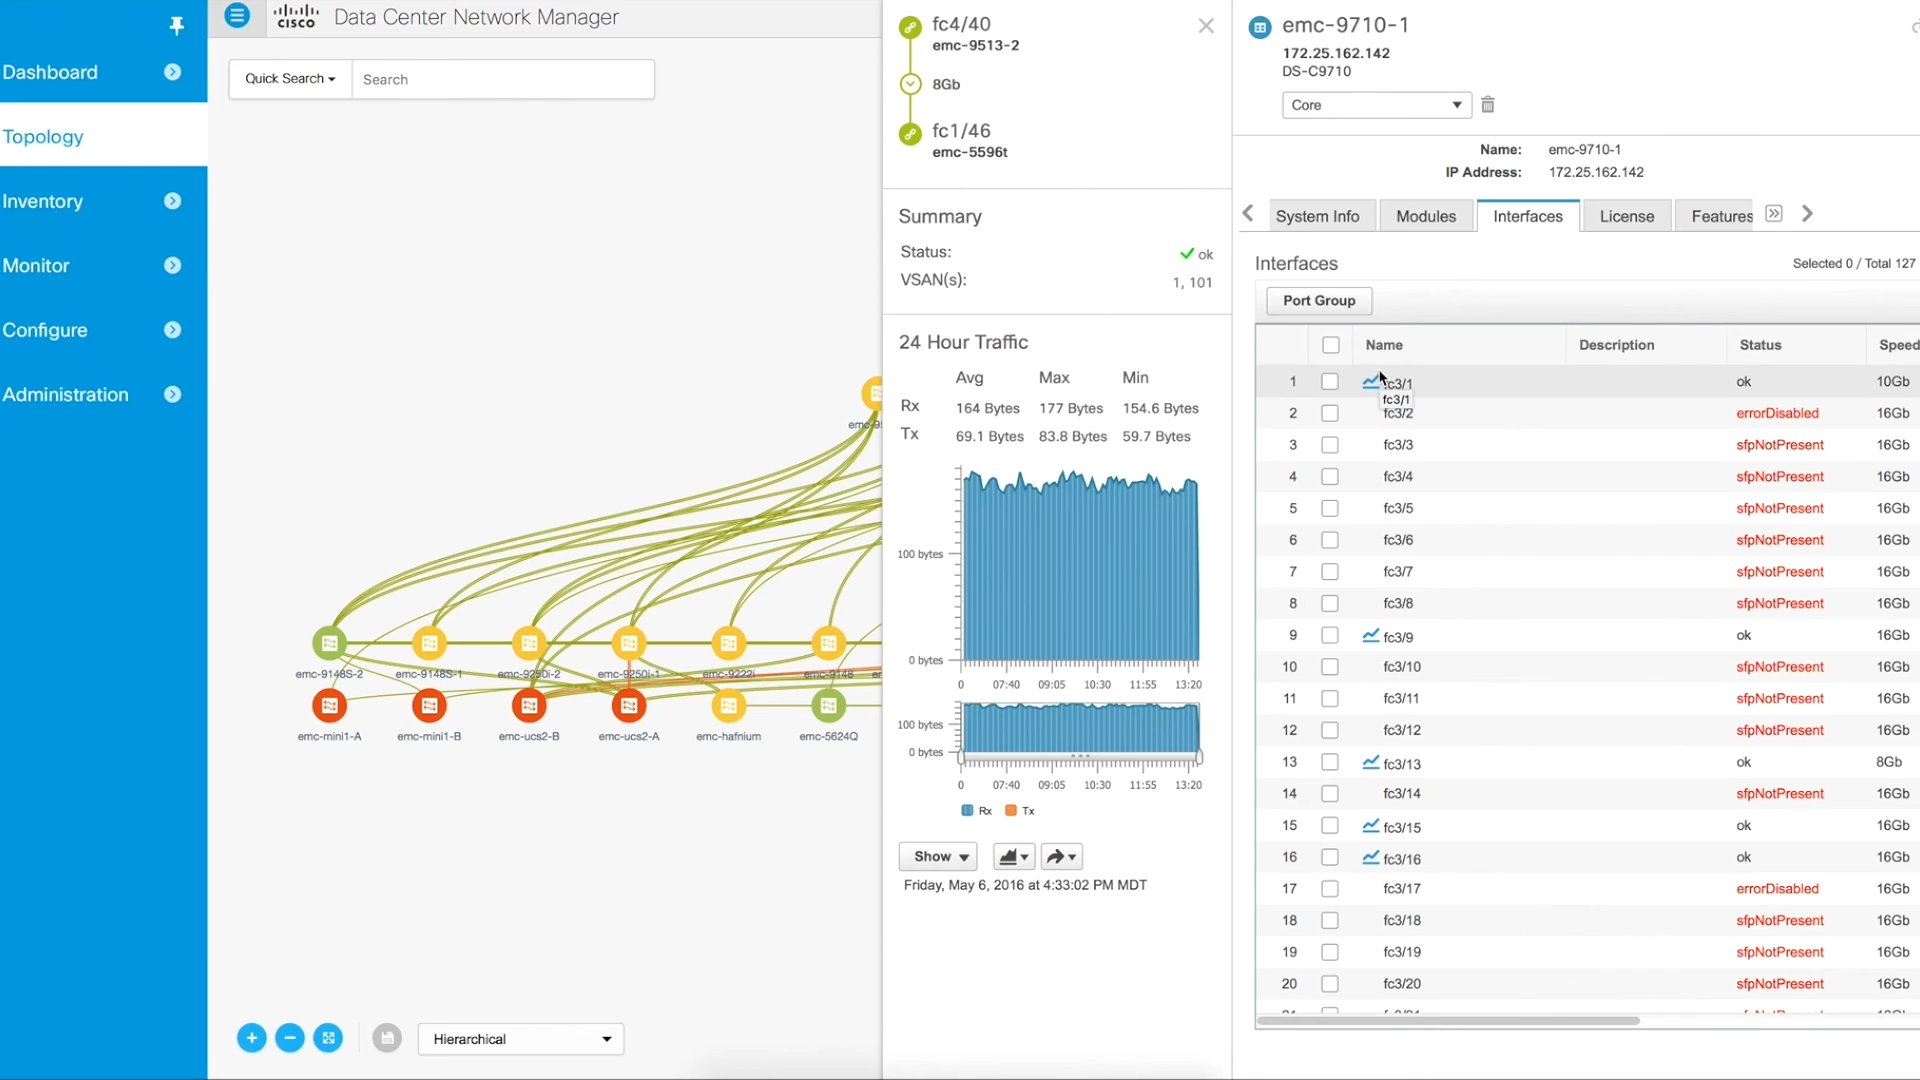 Dashboard
Topology
Inventory
Monitor
Configure
Administration
CISCO Data Center Network Manager
Quick Search
Search
emc-9148S-2
emc-9148S-1
emc-9250i-2
emc-9250i-1
emc-9222i
emc-9148
emc-mini1-A
emc-mini1-B
emc-ucs2-B
emc-ucs2-A
emc-hafnium
emc-5624Q
Hierarchical
fc4/40
emc-9513-2
8Gb
fc1/46
emc-5596t
Summary
Status: ok
VSAN(s): 1, 101
24 Hour Traffic
Avg Max Min
Rx 164 Bytes 177 Bytes 154.6 Bytes
Tx 69.1 Bytes 83.8 Bytes 59.7 Bytes
100 bytes
0 bytes
0 07:40 09:05 10:30 11:55 13:20
100 bytes
0 bytes
0 07:40 09:05 10:30 11:55 13:20
Rx Tx
Show
Friday, May 6, 2016 at 4:33:02 PM MDT
emc-9710-1
172.25.162.142
DS-C9710
Core
Name: emc-9710-1
IP Address: 172.25.162.142
System Info Modules Interfaces License Features
Interfaces Selected 0 / Total 127
Port Group
Name Description Status Speed
1 fc3/1 ok 10Gb
fc3/1
2 fc3/2 errorDisabled 16Gb
3 fc3/3 sfpNotPresent 16Gb
4 fc3/4 sfpNotPresent 16Gb
5 fc3/5 sfpNotPresent 16Gb
6 fc3/6 sfpNotPresent 16Gb
7 fc3/7 sfpNotPresent 16Gb
8 fc3/8 sfpNotPresent 16Gb
9 fc3/9 ok 16Gb
10 fc3/10 sfpNotPresent 16Gb
11 fc3/11 sfpNotPresent 16Gb
12 fc3/12 sfpNotPresent 16Gb
13 fc3/13 ok 8Gb
14 fc3/14 sfpNotPresent 16Gb
15 fc3/15 ok 16Gb
16 fc3/16 ok 16Gb
17 fc3/17 errorDisabled 16Gb
18 fc3/18 sfpNotPresent 16Gb
19 fc3/19 sfpNotPresent 16Gb
20 fc3/20 sfpNotPresent 16Gb